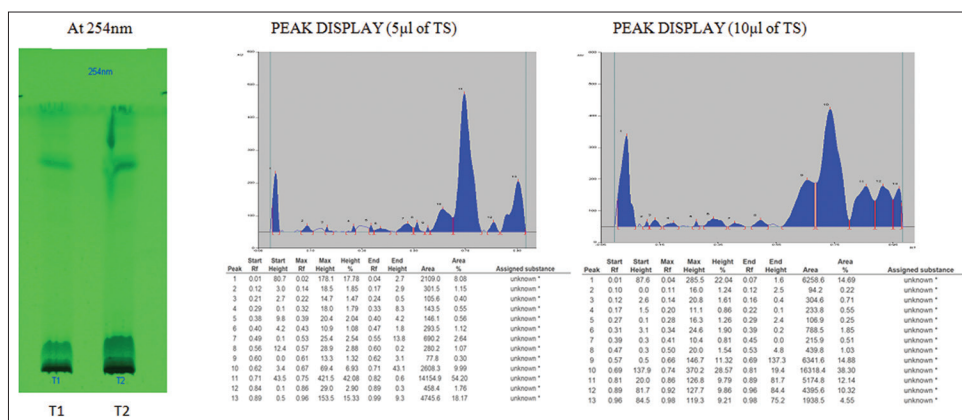 At 254nm
PEAK DISPLAY (5µl of TS)
PEAK DISPLAY (10µl of TS)
254nm
T1 T2
T1 T2
Peak Start Rf Start Height Max Rf Max Height Height % End Rf End Height Area Area % Assigned substance
1 0.01 80.7 0.02 176.1 17.78 0.04 2.7 2109.0 8.08 unknown *
2 0.12 3.0 0.14 18.5 1.85 0.17 2.9 301.5 1.15 unknown *
3 0.21 2.7 0.22 14.7 1.47 0.24 0.5 105.6 0.40 unknown *
4 0.29 0.1 0.32 18.0 1.79 0.33 8.3 143.5 0.55 unknown *
5 0.38 9.8 0.39 20.4 2.04 0.40 4.2 146.1 0.56 unknown *
6 0.40 4.2 0.43 10.9 1.08 0.47 1.8 293.5 1.12 unknown *
7 0.49 0.1 0.53 25.4 2.54 0.55 13.8 690.2 2.64 unknown *
8 0.56 12.4 0.57 28.9 2.88 0.60 0.2 280.2 1.07 unknown *
9 0.60 0.0 0.61 13.3 1.32 0.62 3.1 77.8 0.30 unknown *
10 0.62 3.4 0.67 69.4 6.93 0.71 43.1 2608.3 9.99 unknown *
11 0.71 43.5 0.75 421.5 42.08 0.82 0.6 14154.9 54.20 unknown *
12 0.84 0.1 0.86 29.0 2.90 0.89 0.3 458.4 1.76 unknown *
13 0.89 0.5 0.96 153.5 15.33 0.99 9.3 4745.6 18.17 unknown *
Peak Start Rf Start Height Max Rf Max Height Height % End Rf End Height Area Area % Assigned substance
1 0.01 87.6 0.04 285.5 22.04 0.07 1.6 6258.6 14.69 unknown *
2 0.10 0.0 0.11 16.0 1.24 0.12 2.5 94.2 0.22 unknown *
3 0.12 2.6 0.14 20.8 1.61 0.16 0.4 304.6 0.71 unknown *
4 0.17 1.5 0.20 11.1 0.86 0.22 0.1 233.8 0.55 unknown *
5 0.27 0.1 0.28 16.3 1.26 0.29 2.4 106.9 0.25 unknown *
6 0.31 3.1 0.34 24.6 1.90 0.39 0.2 788.5 1.85 unknown *
7 0.39 0.3 0.41 10.4 0.81 0.45 0.0 215.9 0.51 unknown *
8 0.47 0.3 0.50 20.0 1.54 0.53 4.8 439.8 1.03 unknown *
9 0.57 0.5 0.66 146.7 11.32 0.69 137.3 6341.6 14.88 unknown *
10 0.69 137.9 0.74 370.2 28.57 0.81 19.4 16318.4 38.30 unknown *
11 0.81 20.0 0.86 126.8 9.79 0.89 81.7 5174.8 12.14 unknown *
12 0.89 81.7 0.92 127.7 9.86 0.96 84.4 4395.6 10.32 unknown *
13 0.96 84.5 0.98 119.3 9.21 0.98 75.2 1938.5 4.55 unknown *